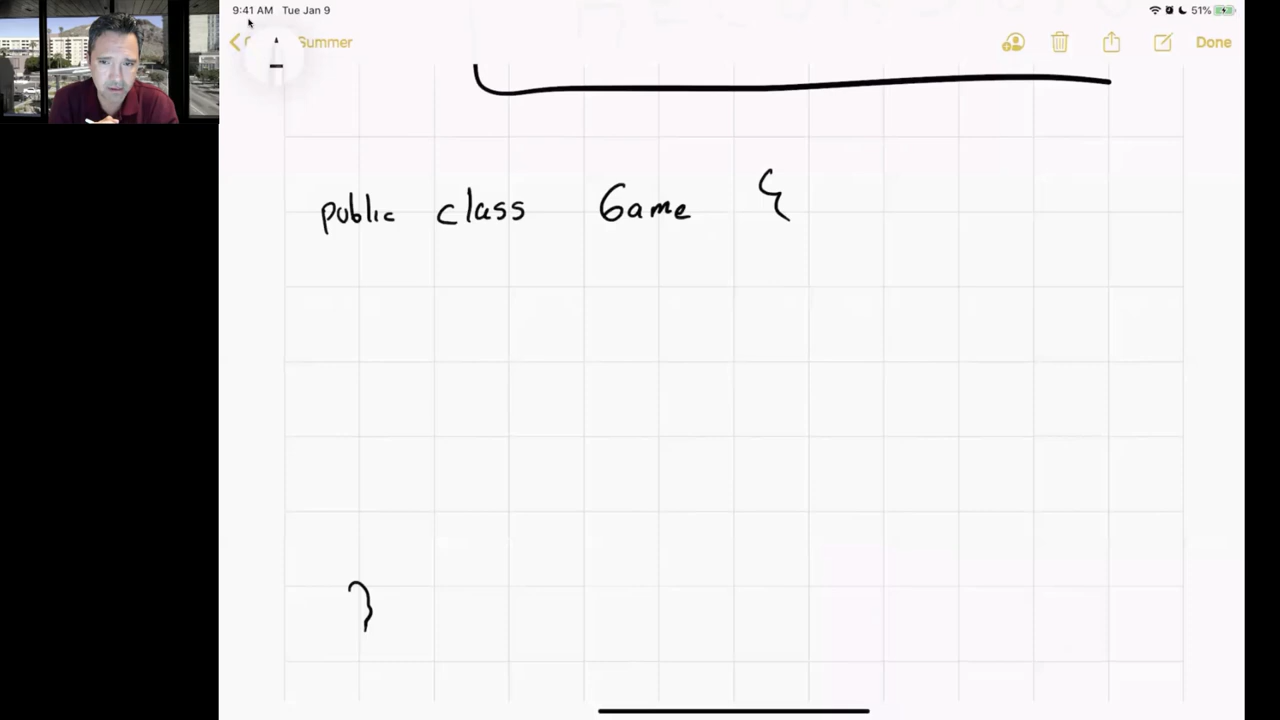 9:41 AM Tue Jan 9
51%
Summer
Done
public class Game {
}